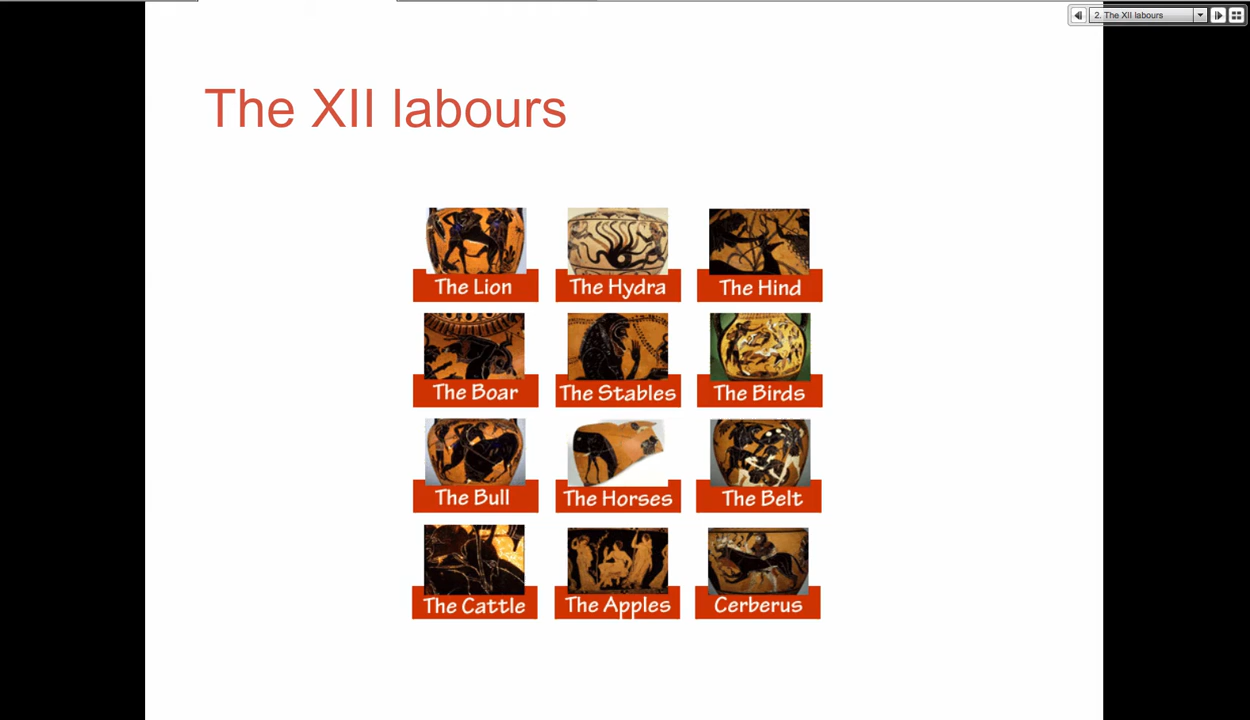 2. The XII labours
The XII labours
The Lion
The Hydra
The Hind
The Boar
The Stables
The Birds
The Bull
The Horses
The Belt
The Cattle
The Apples
Cerberus